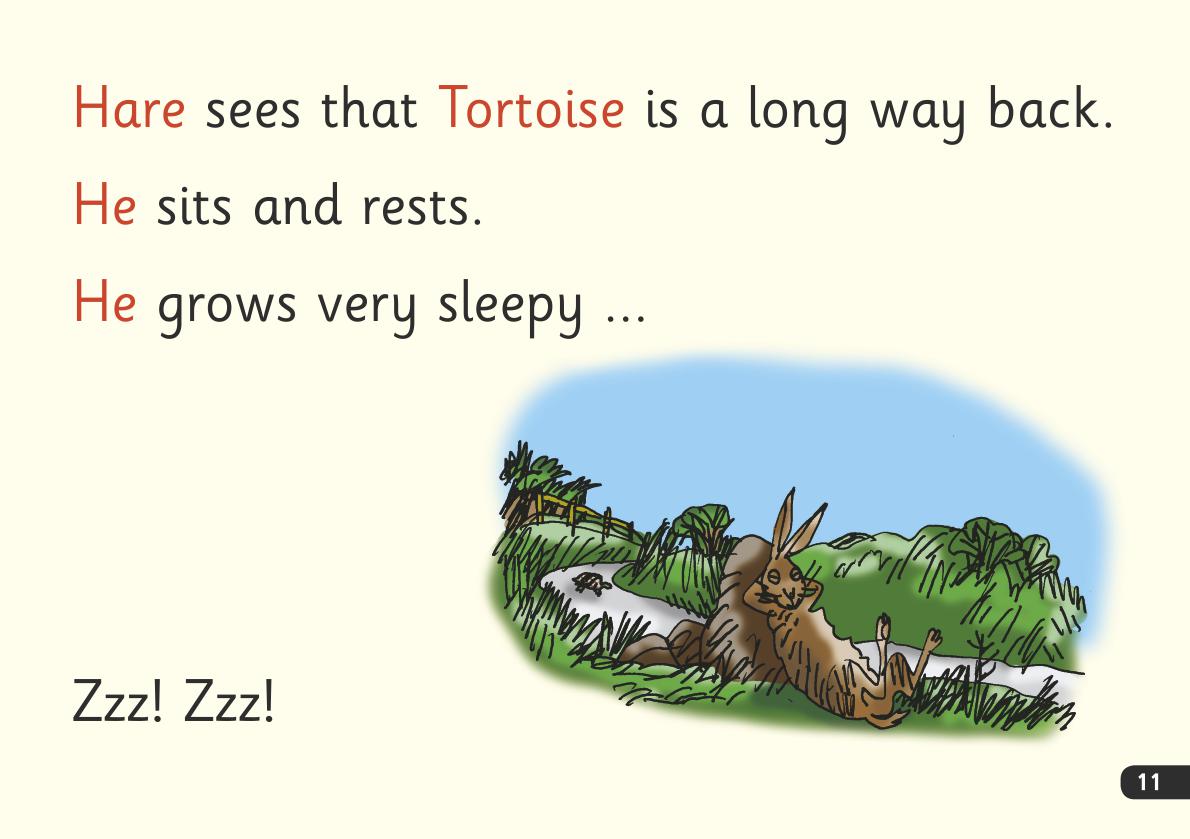 Hare sees that Tortoise is a long way back.
He sits and rests.
He grows very sleepy ...
Zzz! Zzz!
11